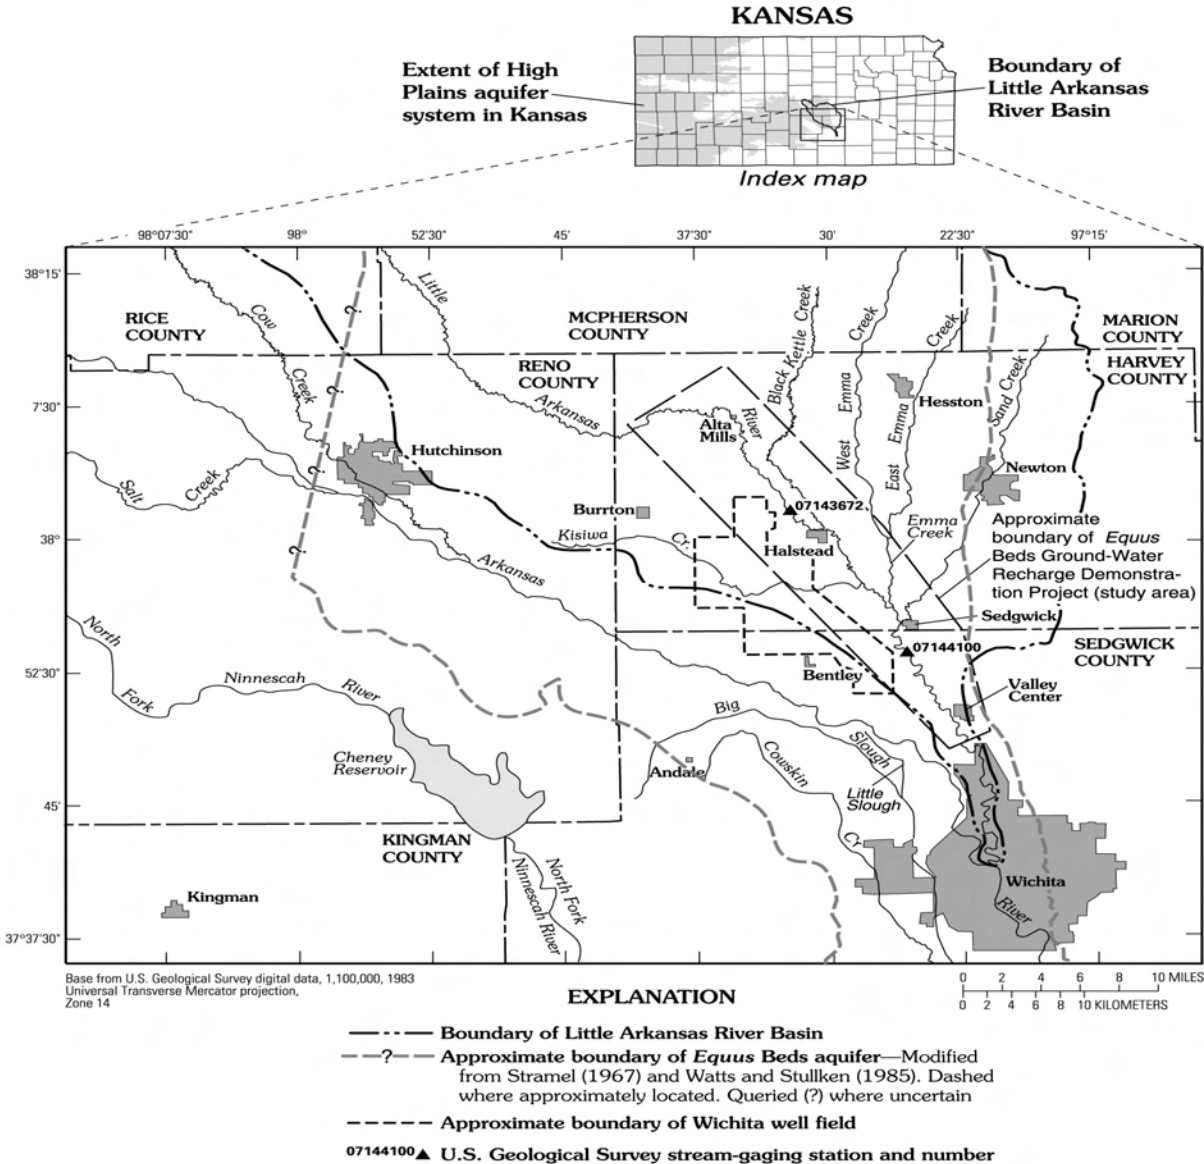 KANSAS
Extent of High
Plains aquifer
system in Kansas
Boundary of
Little Arkansas
River Basin
Index map
98°07'30"
98°
52'30"
45'
37'30"
30'
22'30"
97°15'
38°15'
7'30"
38°
52'30"
45'
37°37'30"
RICE
COUNTY
MCPHERSON
COUNTY
MARION
COUNTY
HARVEY
COUNTY
RENO
COUNTY
SEDGWICK
COUNTY
KINGMAN
COUNTY
Cow
Creek
Little
Arkansas
River
Black Kettle Creek
West Emma Creek
East Emma Creek
Sand Creek
Emma
Creek
Hesston
Alta
Mills
Hutchinson
Newton
Salt
Creek
Burrton
Kisiwa
Cr.
07143672
Halstead
Approximate
boundary of Equus
Beds Ground-Water
Recharge Demonstra-
tion Project (study area)
Arkansas
Sedgwick
07144100
North
Fork
Ninnescah
River
Bentley
Valley
Center
Big
Slough
Cowskin
Cr
Little
Slough
Andale
Cheney
Reservoir
Kingman
North Fork
Ninnescah River
Wichita
River
?
?
?
?
Base from U.S. Geological Survey digital data, 1,100,000, 1983
Universal Transverse Mercator projection,
Zone 14
0 2 4 6 8 10 MILES
0 2 4 6 8 10 KILOMETERS
EXPLANATION
Boundary of Little Arkansas River Basin
? Approximate boundary of Equus Beds aquifer—Modified
from Stramel (1967) and Watts and Stullken (1985). Dashed
where approximately located. Queried (?) where uncertain
Approximate boundary of Wichita well field
07144100 U.S. Geological Survey stream-gaging station and number